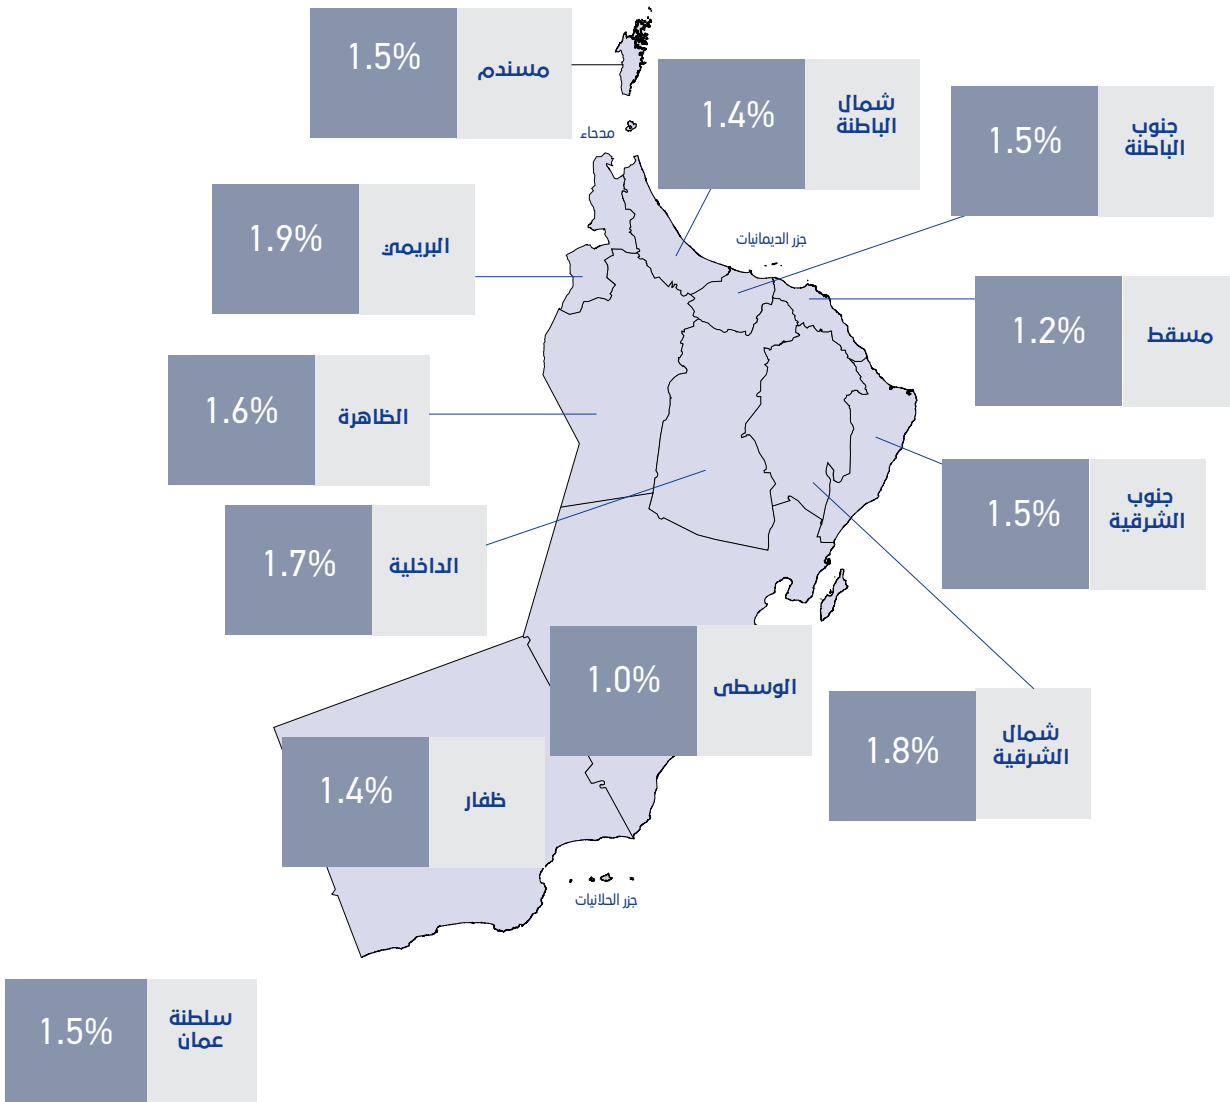 مسندم
1.5%
شمال
الباطنة
1.4%
جنوب
الباطنة
1.5%
مدحاء
البريمي
1.9%
جزر الديمانيات
مسقط
1.2%
الظاهرة
1.6%
جنوب
الشرقية
1.5%
الداخلية
1.7%
الوسطى
1.0%
شمال
الشرقية
1.8%
ظفار
1.4%
جزر الحلانيات
سلطنة
عمان
1.5%